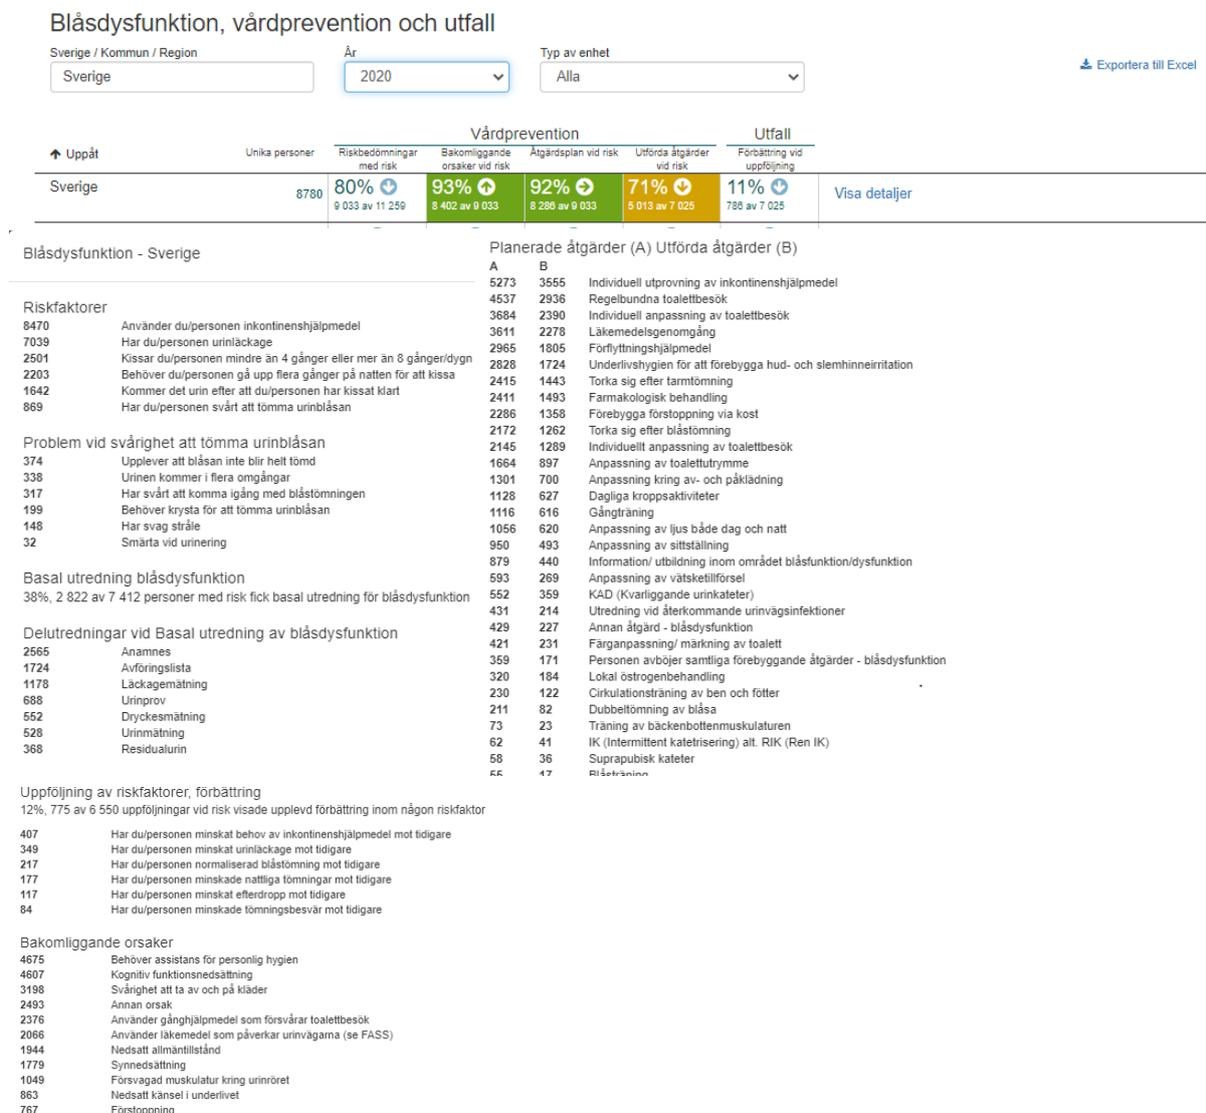 Blåsdysfunktion, vårdprevention och utfall
Sverige / Kommun / Region
År
Typ av enhet
Sverige
2020
Alla
Exportera till Excel
Vårdprevention
Utfall
Uppåt
Unika personer
Riskbedömningar med risk
Bakomliggande orsaker vid risk
Åtgärdsplan vid risk
Utförda åtgärder vid risk
Förbättring vid uppföljning
Sverige
8780
80%
9 033 av 11 259
93%
8 402 av 9 033
92%
8 286 av 9 033
71%
5 013 av 7 025
11%
786 av 7 025
Visa detaljer
Blåsdysfunktion - Sverige
Riskfaktorer
8470 Använder du/personen inkontinenshjälpmedel
7039 Har du/personen urinläckage
2501 Kissar du/personen mindre än 4 gånger eller mer än 8 gånger/dygn
2203 Behöver du/personen gå upp flera gånger på natten för att kissa
1642 Kommer det urin efter att du/personen har kissat klart
869 Har du/personen svårt att tömma urinblåsan
Problem vid svårighet att tömma urinblåsan
374 Upplever att blåsan inte blir helt tömd
338 Urinen kommer i flera omgångar
317 Har svårt att komma igång med blåstömningen
199 Behöver krysta för att tömma urinblåsan
148 Har svag stråle
32 Smärta vid urinering
Basal utredning blåsdysfunktion
38%, 2 822 av 7 412 personer med risk fick basal utredning för blåsdysfunktion
Delutredningar vid Basal utredning av blåsdysfunktion
2565 Anamnes
1724 Avföringslista
1178 Läckagemätning
688 Urinprov
552 Dryckesmätning
528 Urinmätning
368 Residualurin
Planerade åtgärder (A) Utförda åtgärder (B)
A B
5273 3555 Individuell utprovning av inkontinenshjälpmedel
4537 2936 Regelbundna toalettbesök
3684 2390 Individuell anpassning av toalettbesök
3611 2278 Läkemedelsgenomgång
2965 1805 Förflyttningshjälpmedel
2828 1724 Underlivshygien för att förebygga hud- och slemhinneirritation
2415 1443 Torka sig efter tarmtömning
2411 1493 Farmakologisk behandling
2286 1358 Förebygga förstoppning via kost
2172 1262 Torka sig efter blåstömning
2145 1289 Individuellt anpassning av toalettbesök
1664 897 Anpassning av toalettutrymme
1301 700 Anpassning kring av- och påklädning
1128 627 Dagliga kroppsaktiviteter
1116 616 Gångträning
1056 620 Anpassning av ljus både dag och natt
950 493 Anpassning av sittställning
879 440 Information/ utbildning inom området blåsfunktion/dysfunktion
593 269 Anpassning av vätsketillförsel
552 359 KAD (Kvarliggande urinkateter)
431 214 Utredning vid återkommande urinvägsinfektioner
429 227 Annan åtgärd - blåsdysfunktion
421 231 Färganpassning/ märkning av toalett
359 171 Personen avböjer samtliga förebyggande åtgärder - blåsdysfunktion
320 184 Lokal östrogenbehandling
230 122 Cirkulationsträning av ben och fötter
211 82 Dubbeltömning av blåsa
73 23 Träning av bäckenbottenmuskulaturen
62 41 IK (Intermittent katetrisering) alt. RIK (Ren IK)
58 36 Suprapubisk kateter
55 17 Blåsträning
Uppföljning av riskfaktorer, förbättring
12%, 775 av 6 550 uppföljningar vid risk visade upplevd förbättring inom någon riskfaktor
407 Har du/personen minskat behov av inkontinenshjälpmedel mot tidigare
349 Har du/personen minskat urinläckage mot tidigare
217 Har du/personen normaliserad blåstömning mot tidigare
177 Har du/personen minskade nattliga tömningar mot tidigare
117 Har du/personen minskat efterdropp mot tidigare
84 Har du/personen minskade tömningsbesvär mot tidigare
Bakomliggande orsaker
4675 Behöver assistans för personlig hygien
4607 Kognitiv funktionsnedsättning
3198 Svårighet att ta av och på kläder
2493 Annan orsak
2376 Använder gånghjälpmedel som försvårar toalettbesök
2066 Använder läkemedel som påverkar urinvägarna (se FASS)
1944 Nedsatt allmäntillstånd
1779 Synnedsättning
1049 Försvagad muskulatur kring urinröret
863 Nedsatt känsel i underlivet
767 Förstoppning